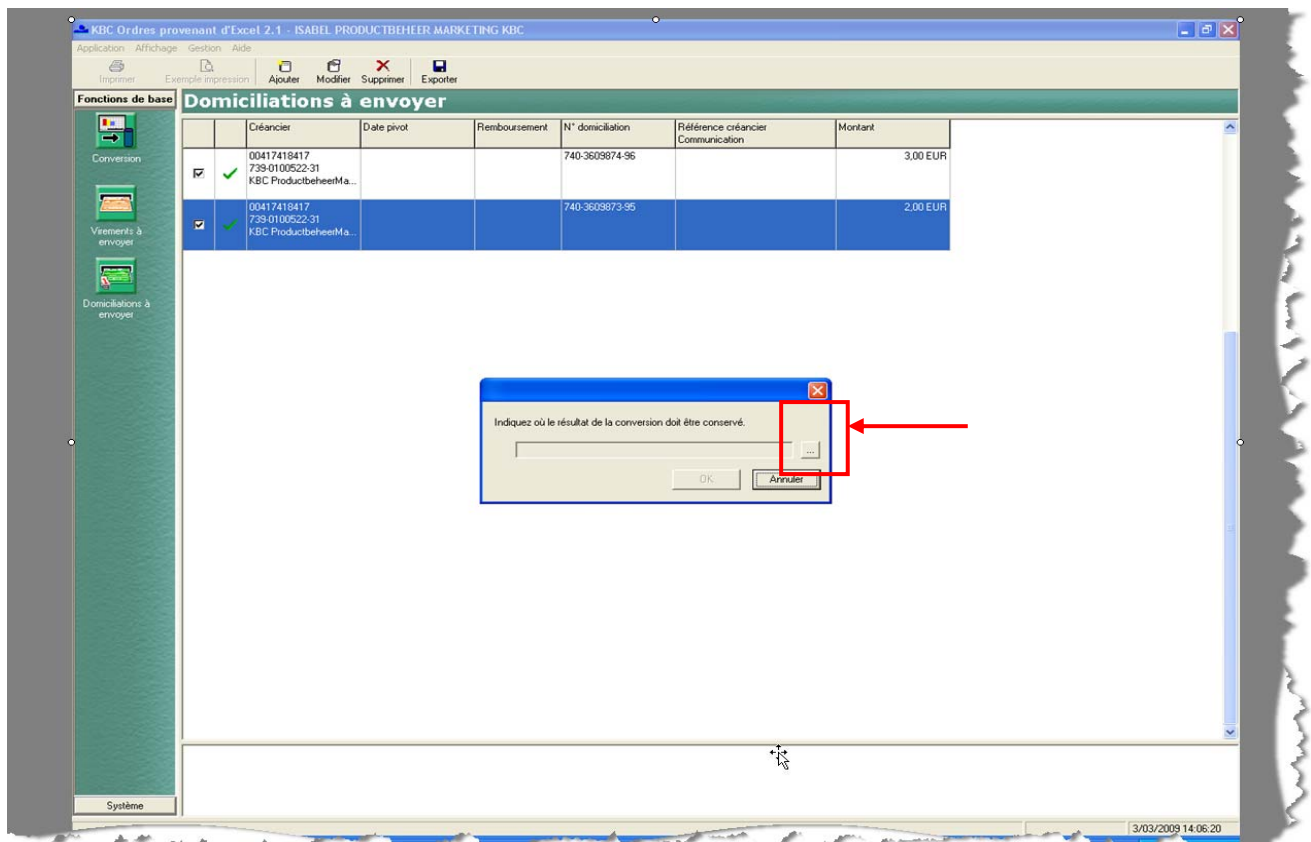 KBC Ordres provenant d'Excel 2.1 - ISABEL PRODUCTBEHEER MARKETING KBC
Application Affichage Gestion Aide
Imprimer Exemple impression Ajouter Modifier Supprimer Exporter
Fonctions de base
Domiciliations à envoyer
Conversion
Virements à
envoyer
Domiciliations à
envoyer
Système
Créancier Date pivot Remboursement N° domiciliation Référence créancier Montant
Communication
00417418417 740-3609874-96 3,00 EUR
739-0100522-31
KBC ProductbeheerMa...
00417418417 740-3609873-95 2,00 EUR
739-0100522-31
KBC ProductbeheerMa...
Indiquez où le résultat de la conversion doit être conservé.
...
OK Annuler
3/03/2009 14:06:20